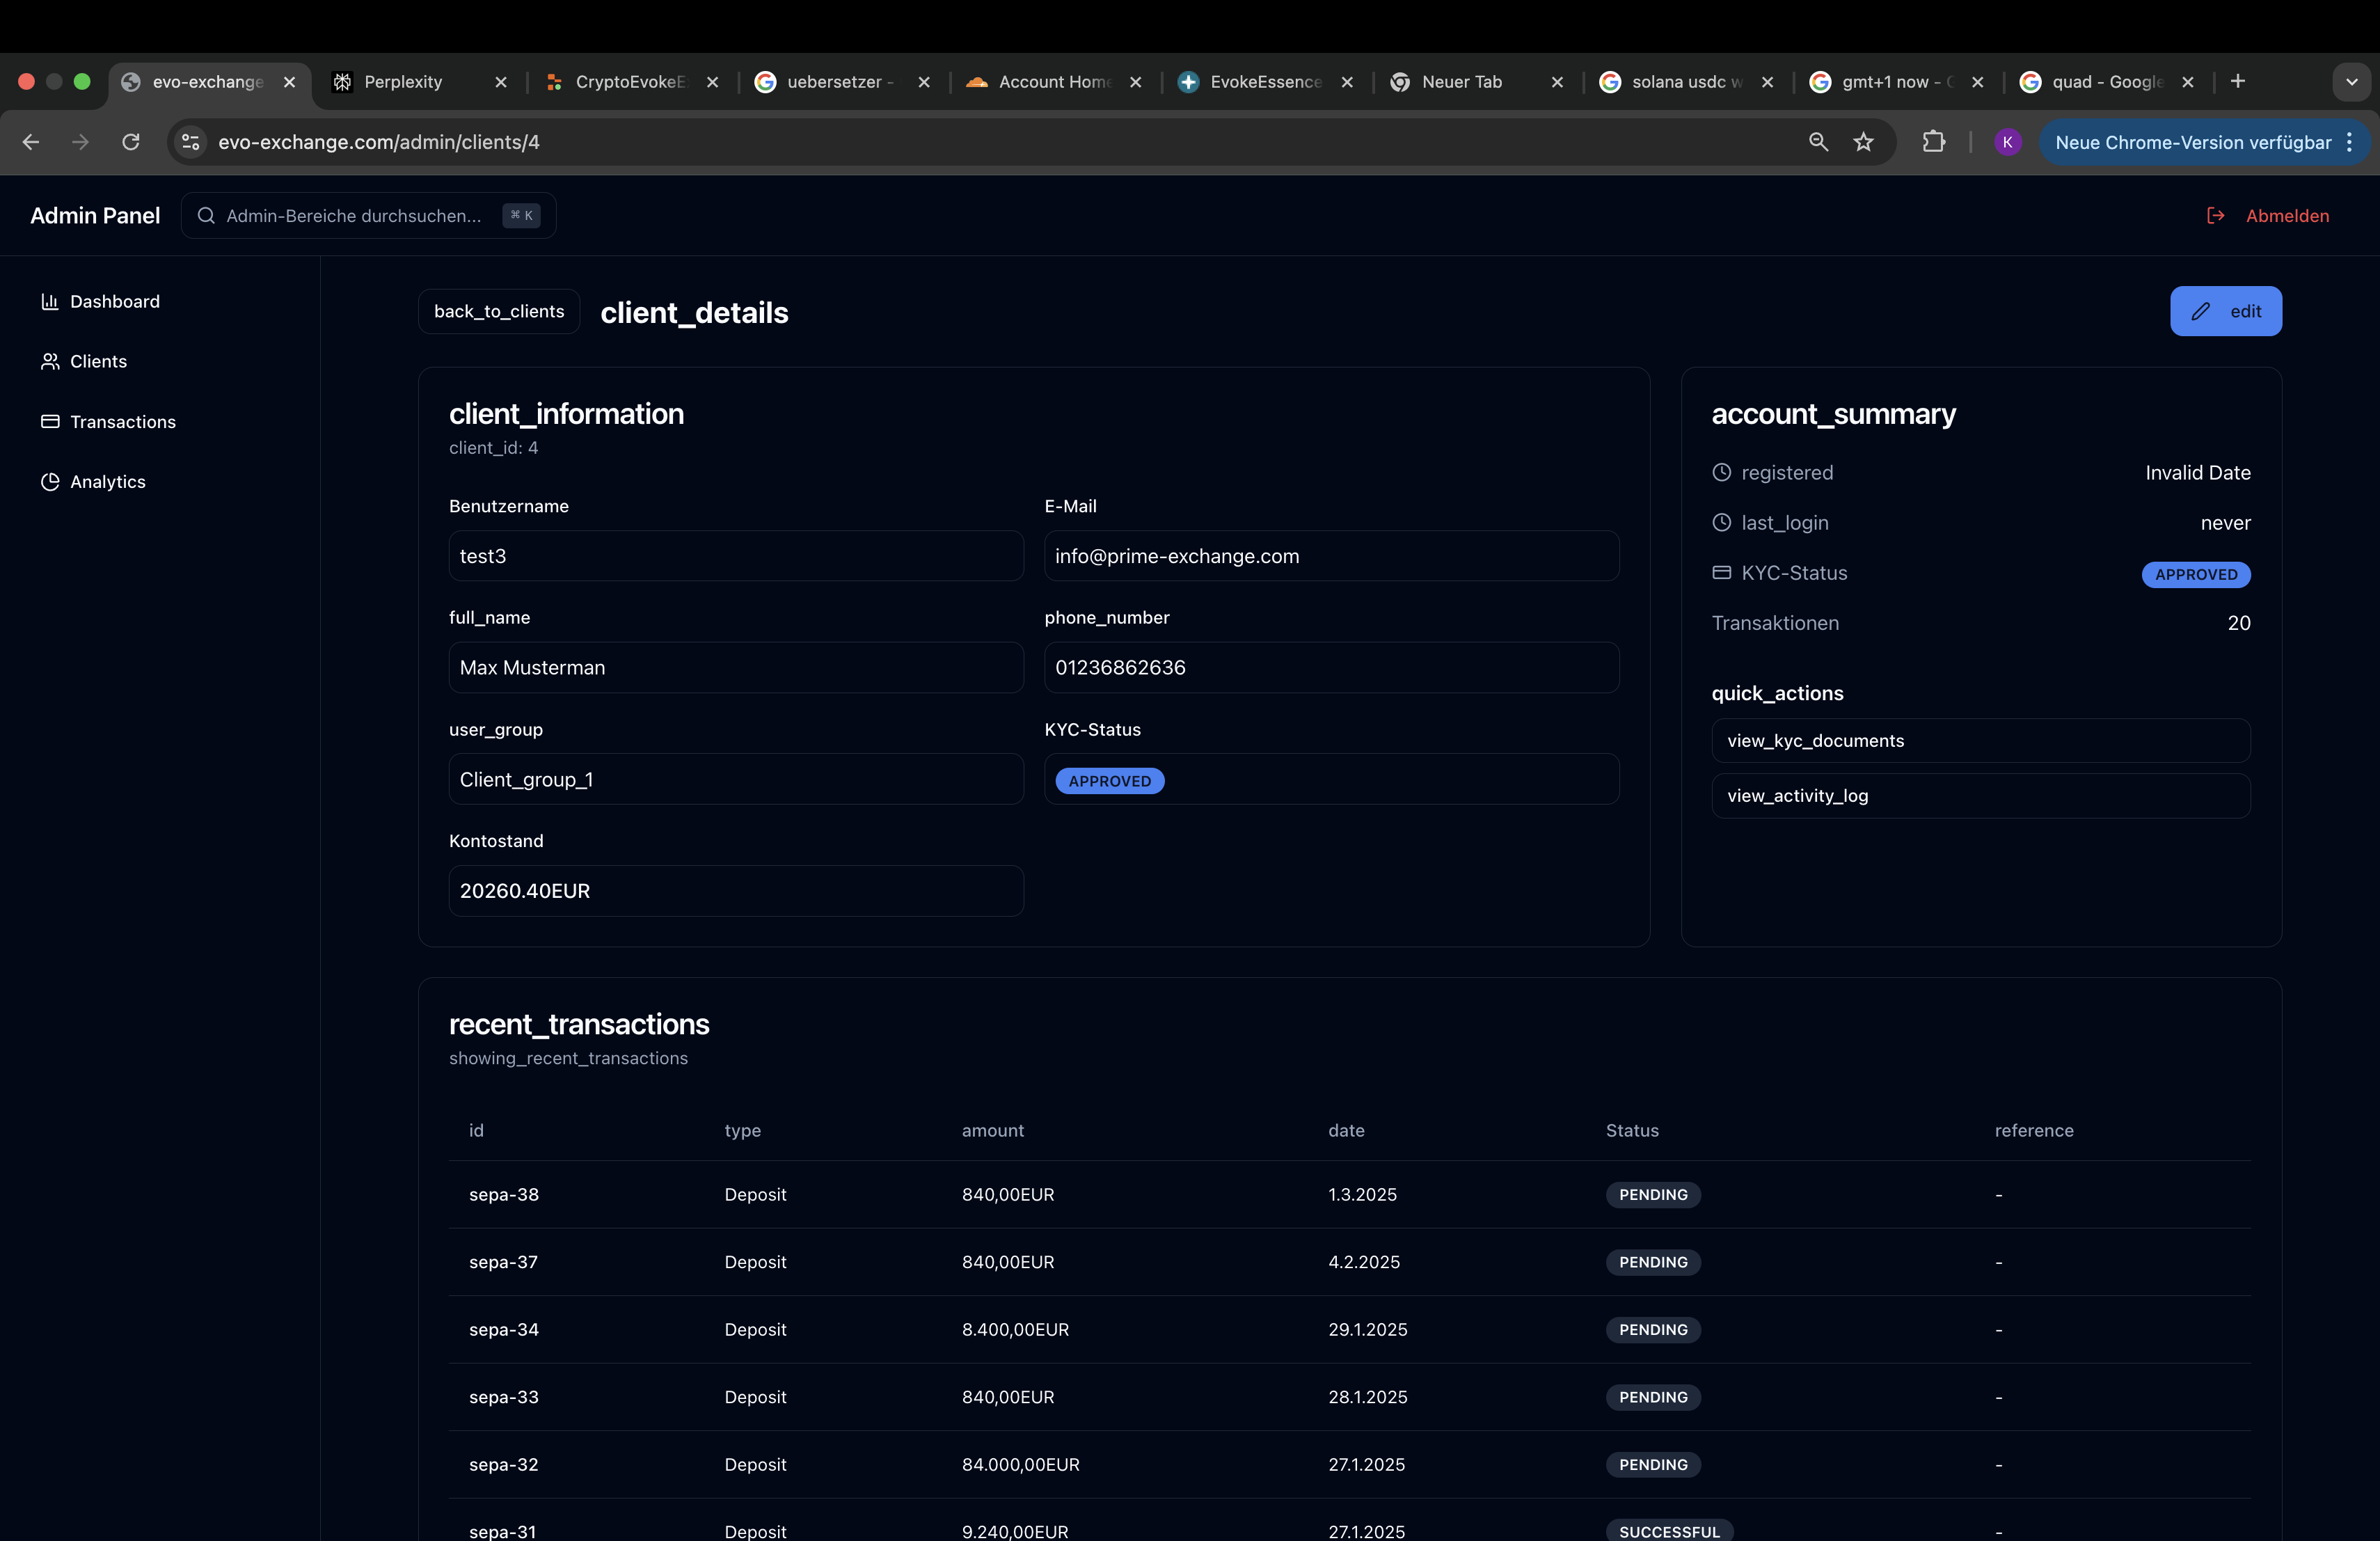 evo-exchange
Perplexity
CryptoEvokeE
uebersetzer -
Account Home
EvokeEssence
Neuer Tab
solana usdc w
gmt+1 now -
quad - Google
evo-exchange.com/admin/clients/4
K
Neue Chrome-Version verfügbar
Admin Panel
Admin-Bereiche durchsuchen...
⌘ K
Abmelden
Dashboard
Clients
Transactions
Analytics
back_to_clients
client_details
edit
client_information
client_id: 4
Benutzername
test3
E-Mail
info@prime-exchange.com
full_name
Max Musterman
phone_number
01236862636
user_group
Client_group_1
KYC-Status
APPROVED
Kontostand
20260.40EUR
account_summary
registered Invalid Date
last_login never
KYC-Status APPROVED
Transaktionen 20
quick_actions
view_kyc_documents
view_activity_log
recent_transactions
showing_recent_transactions
id type amount date Status reference
sepa-38 Deposit 840,00EUR 1.3.2025 PENDING -
sepa-37 Deposit 840,00EUR 4.2.2025 PENDING -
sepa-34 Deposit 8.400,00EUR 29.1.2025 PENDING -
sepa-33 Deposit 840,00EUR 28.1.2025 PENDING -
sepa-32 Deposit 84.000,00EUR 27.1.2025 PENDING -
sepa-31 Deposit 9.240,00EUR 27.1.2025 SUCCESSFUL -